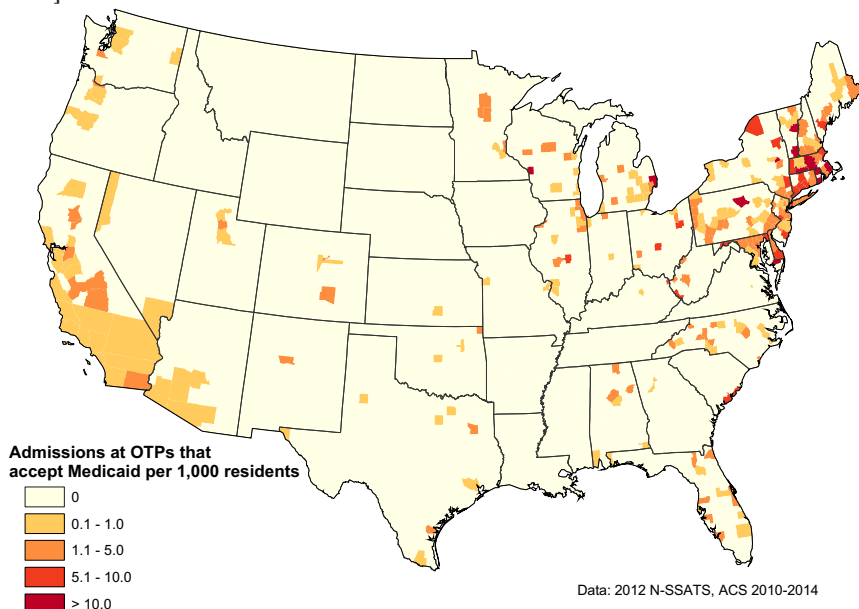 ]
Admissions at OTPs that
accept Medicaid per 1,000 residents
0
0.1 - 1.0
1.1 - 5.0
5.1 - 10.0
> 10.0
Data: 2012 N-SSATS, ACS 2010-2014